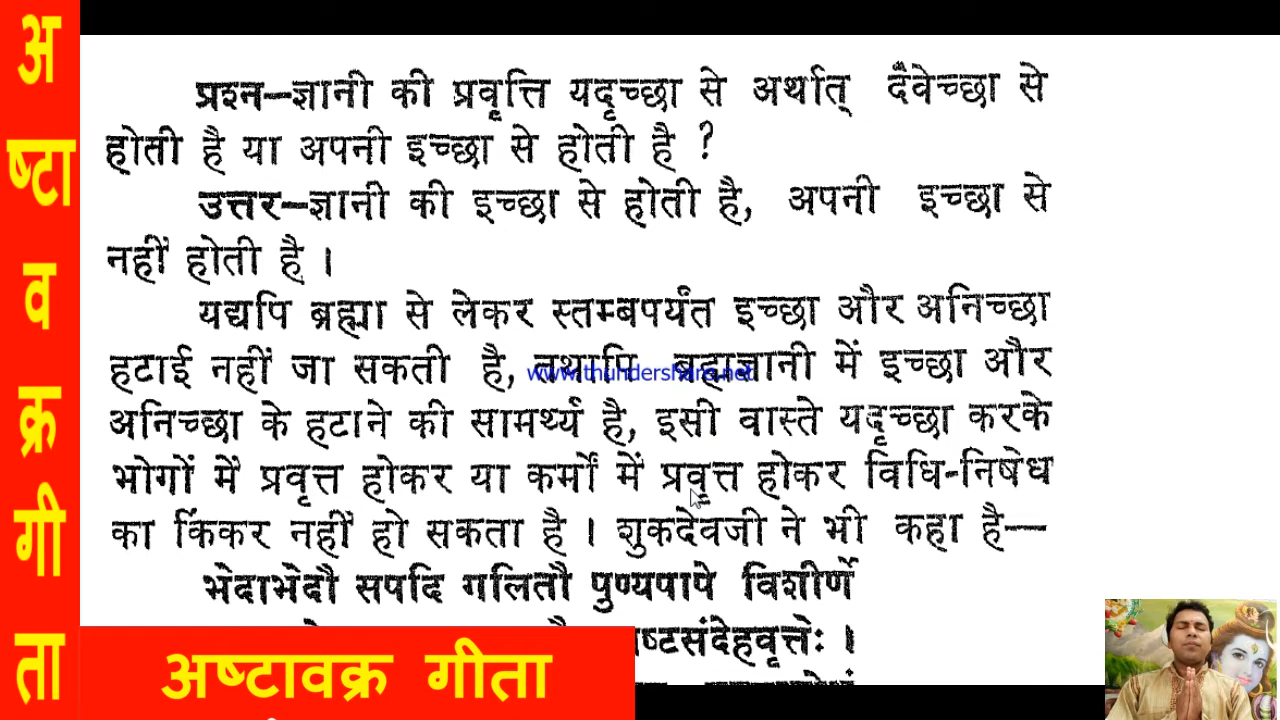 अ
ष्टा
व
क्र
गी
ता
प्रश्न—ज्ञानी की प्रवृत्ति यदृच्छा से अर्थात् दैवेच्छा से
होती है या अपनी इच्छा से होती है ?
उत्तर—ज्ञानी की इच्छा से होती है, अपनी इच्छा से
नहीं होती है ।
यद्यपि ब्रह्मा से लेकर स्तम्बपर्यंत इच्छा और अनिच्छा
हटाई नहीं जा सकती है, तथापि ब्रह्मज्ञानी में इच्छा और
www.thundershare.net
अनिच्छा के हटाने की सामर्थ्य है, इसी वास्ते यदृच्छा करके
भोगों में प्रवृत्त होकर या कर्मों में प्रवृत्त होकर विधि-निषेध
का किंकर नहीं हो सकता है । शुकदेवजी ने भी कहा है—
भेदाभेदौ सपदि गलितौ पुण्यपापे विशीर्णे
ष्टसंदेहवृत्तेः ।
अष्टावक्र गीता